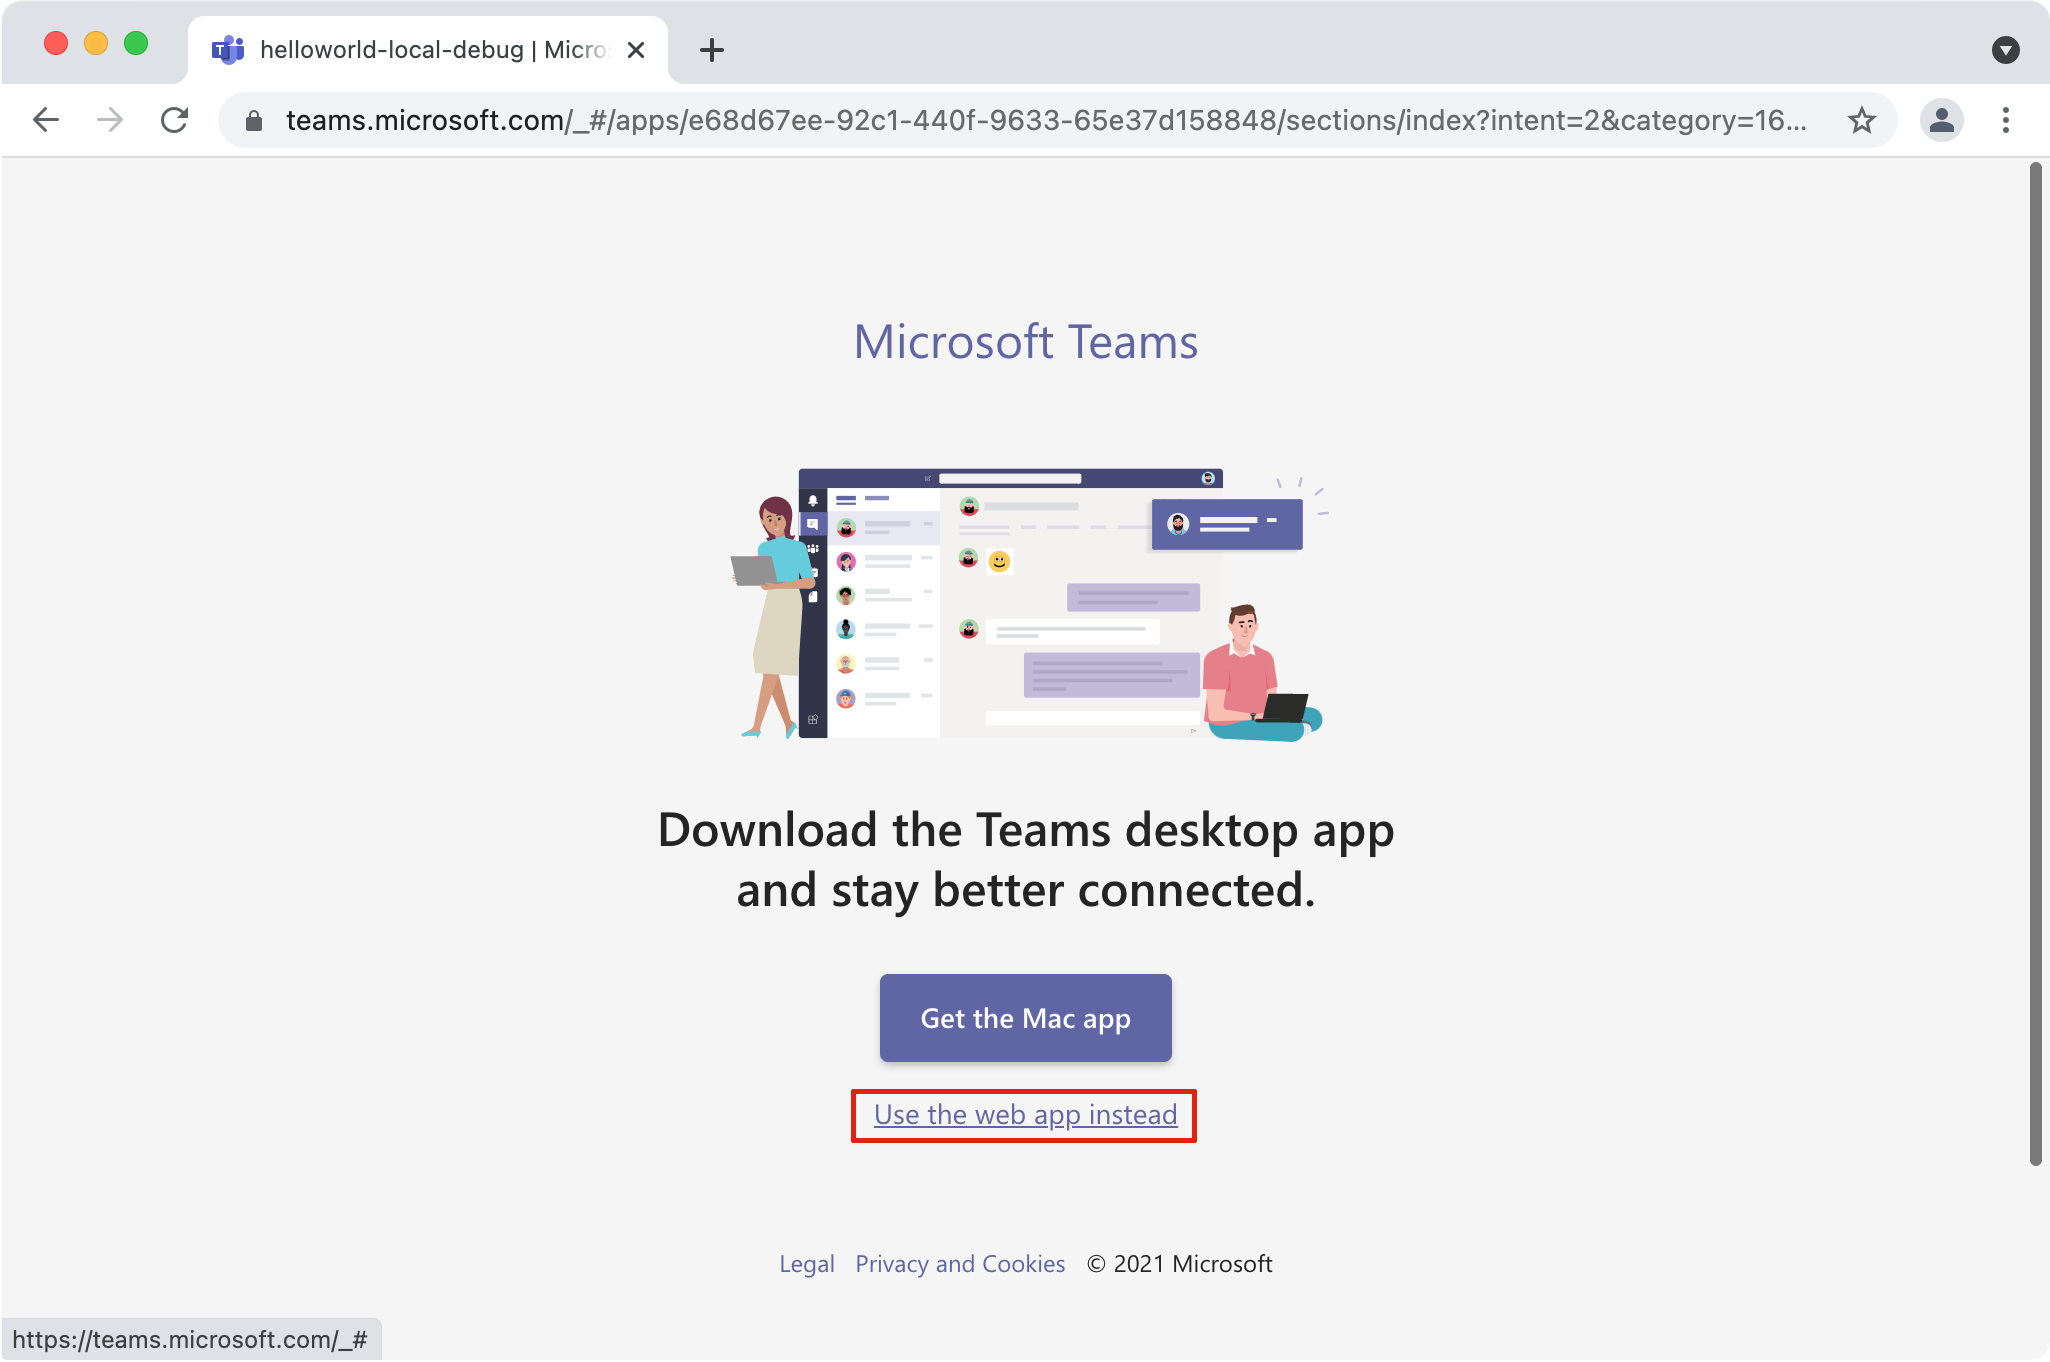 helloworld-local-debug | Micro
teams.microsoft.com/_#/apps/e68d67ee-92c1-440f-9633-65e37d158848/sections/index?intent=2&category=16...
Microsoft Teams
Download the Teams desktop app
and stay better connected.
Get the Mac app
Use the web app instead
Legal Privacy and Cookies © 2021 Microsoft
https://teams.microsoft.com/_#